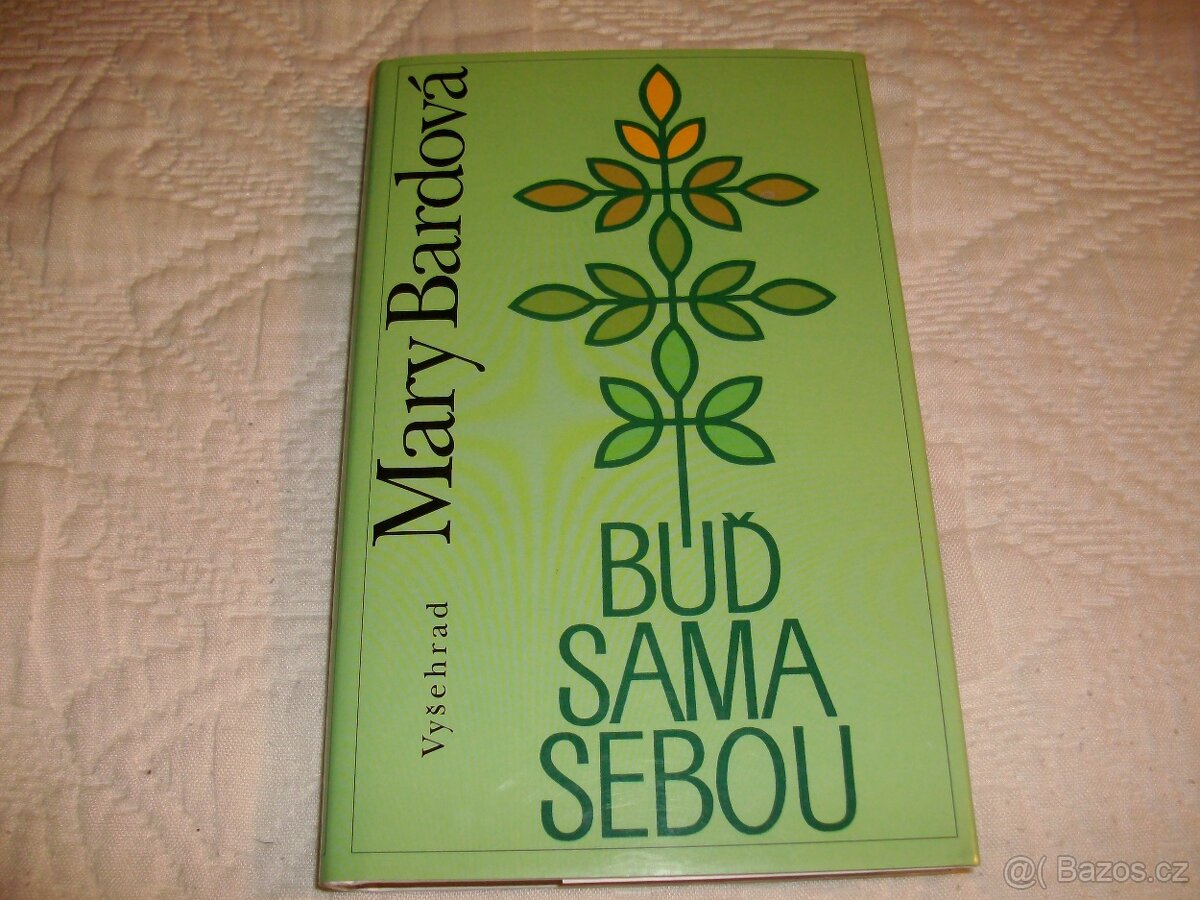 Mary Bardová
Vyšehrad
BUĎ
SAMA
SEBOU
@( Bazos.cz